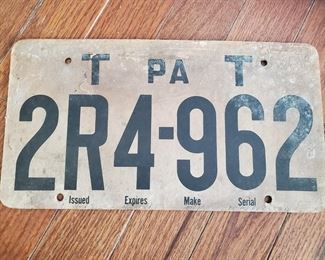 T PA T
2R4-962
Issued Expires Make Serial